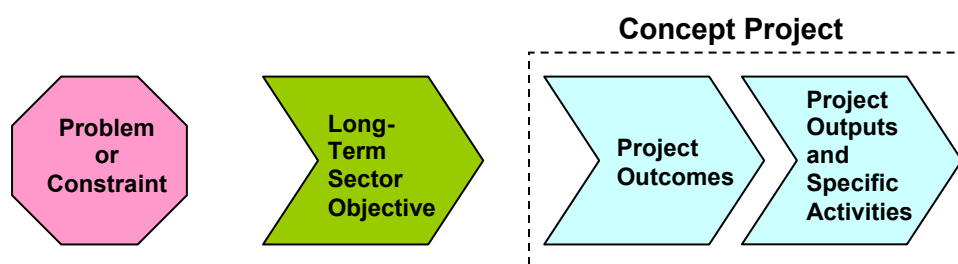 Concept Project
Problem
or
Constraint
Long-
Term
Sector
Objective
Project
Outcomes
Project
Outputs
and
Specific
Activities